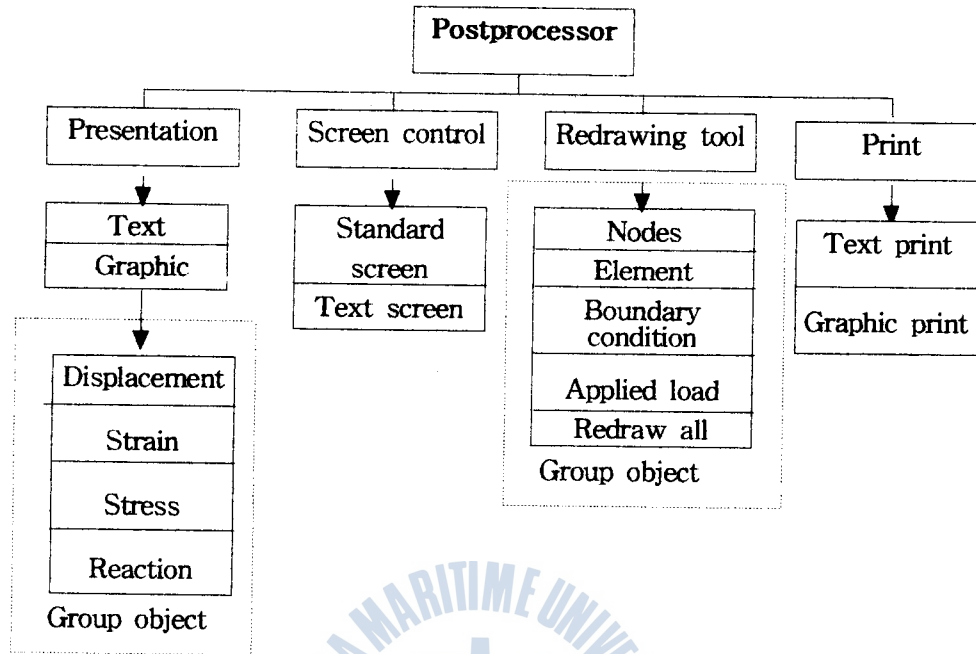 Postprocessor
Presentation
Screen control
Redrawing tool
Print
Text
Graphic
Standard
screen
Text screen
Nodes
Element
Boundary
condition
Applied load
Redraw all
Group object
Text print
Graphic print
Displacement
Strain
Stress
Reaction
Group object
MARITIME